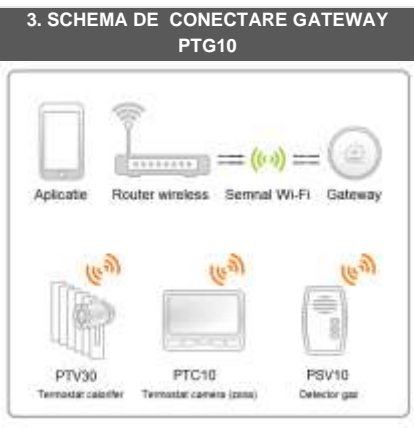 3. SCHEMA DE CONECTARE GATEWAY
PTG10
Aplicatie Router wireless Semnal Wi-Fi Gateway
PTV30 PTC10 PSV10
Termostat calorifer Termostat camera (zona) Detector gaz